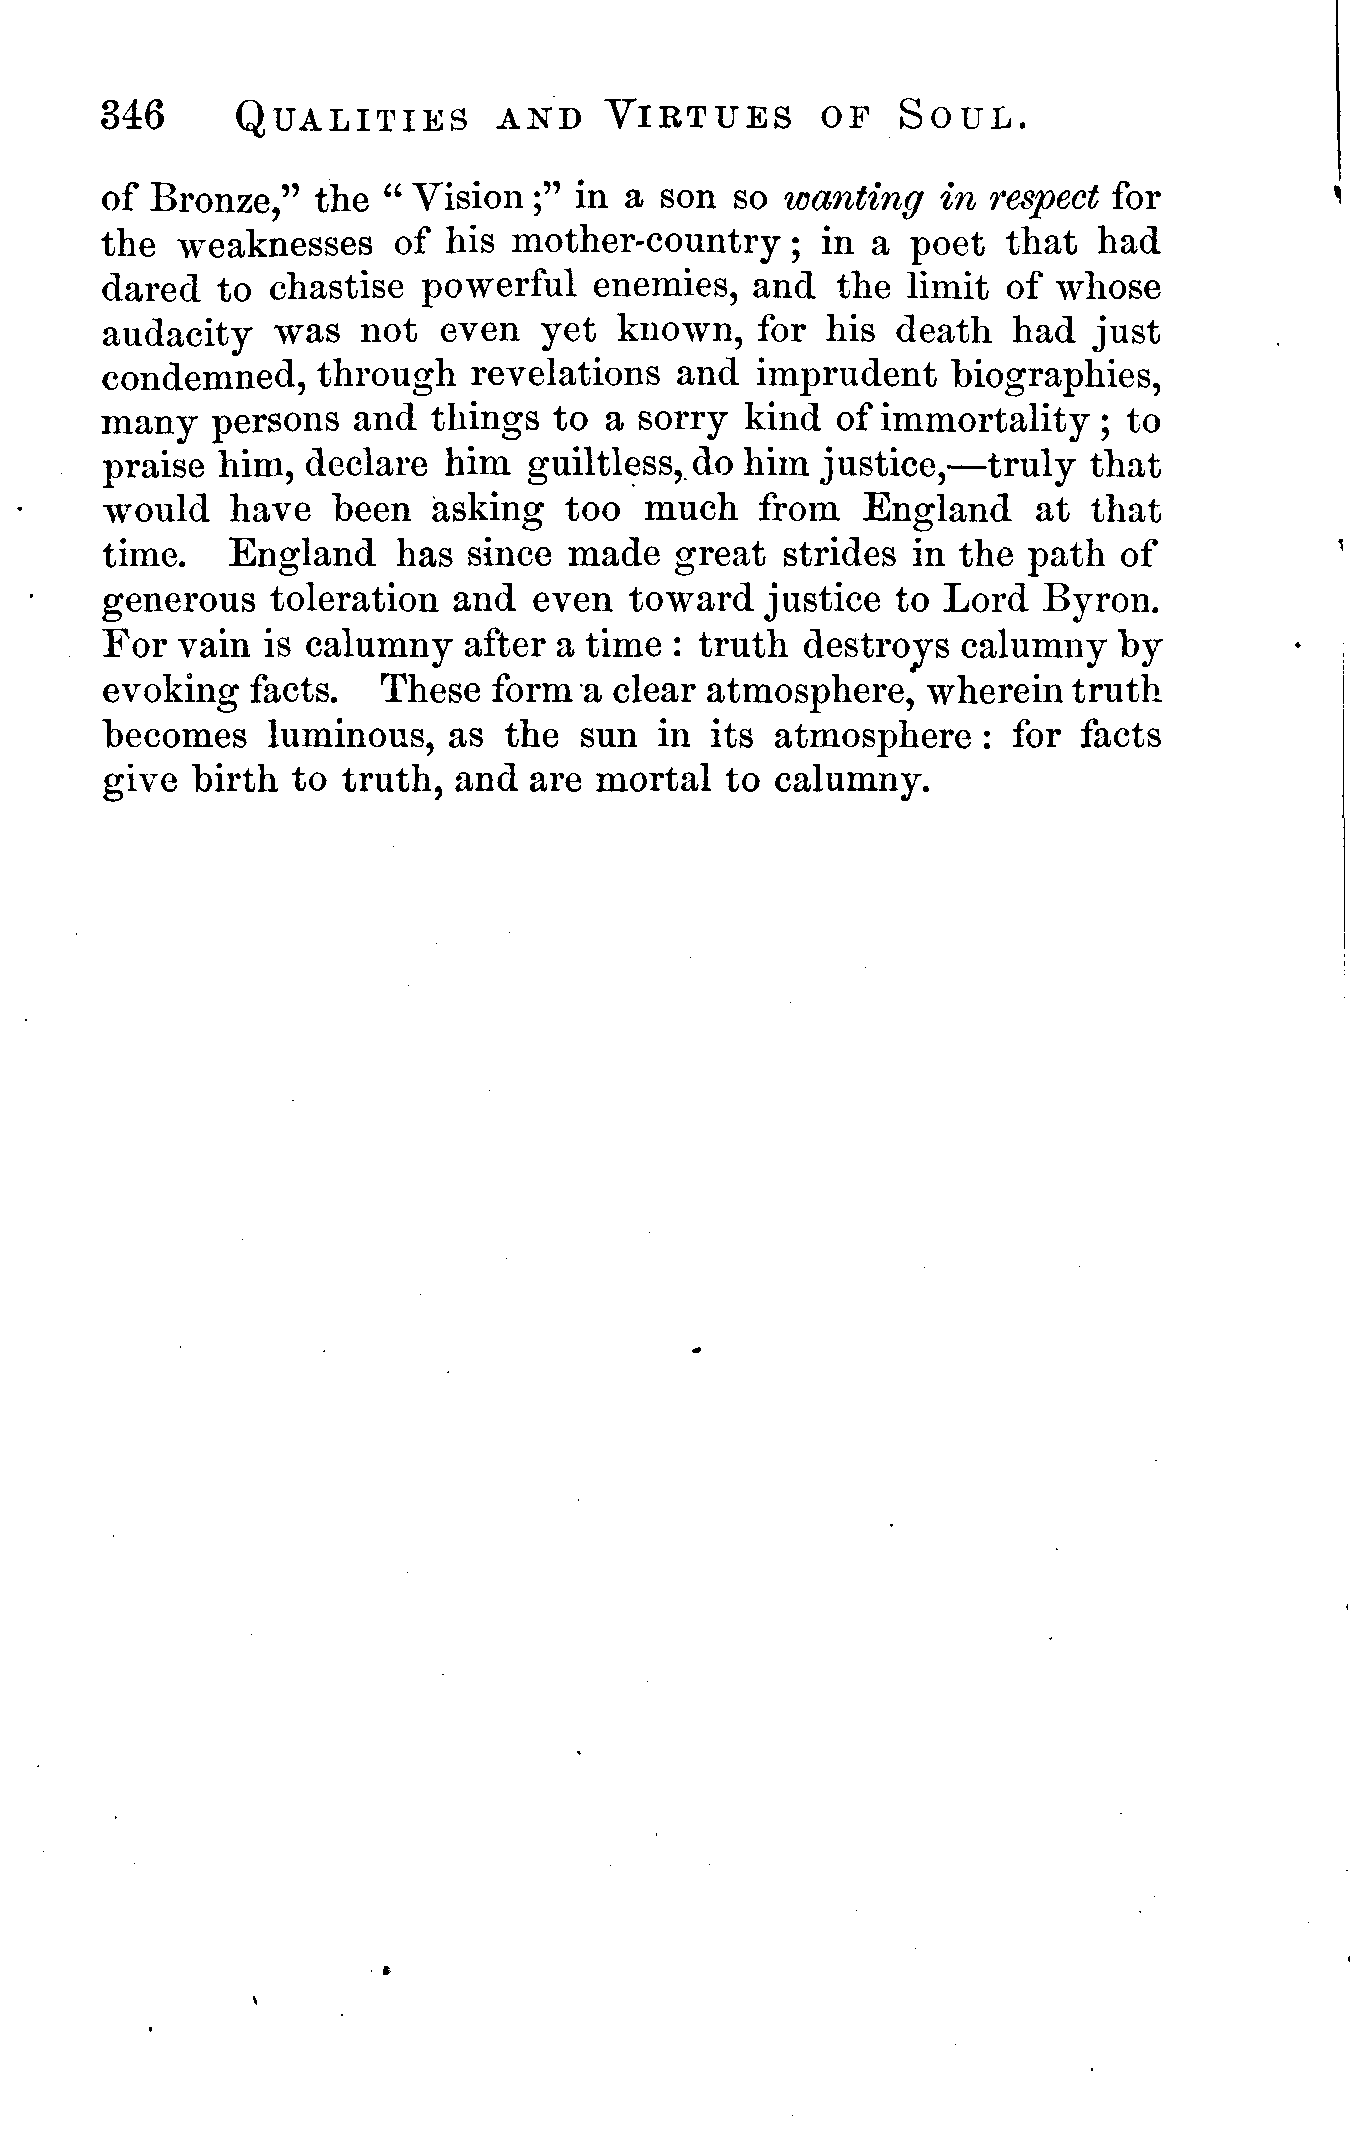 346 QUALITIES AND VIRTUES OF SOUL.
of Bronze,” the “ Vision ;” in a son so wanting in respect for
the weaknesses of his mother-country ; in a poet that had
dared to chastise powerful enemies, and the limit of whose
audacity was not even yet known, for his death had just
condemned, through revelations and imprudent biographies,
many persons and things to a sorry kind of immortality ; to
praise him, declare him guiltless, do him justice,—truly that
would have been asking too much from England at that
time. England has since made great strides in the path of
generous toleration and even toward justice to Lord Byron.
For vain is calumny after a time : truth destroys calumny by
evoking facts. These form a clear atmosphere, wherein truth
becomes luminous, as the sun in its atmosphere : for facts
give birth to truth, and are mortal to calumny.